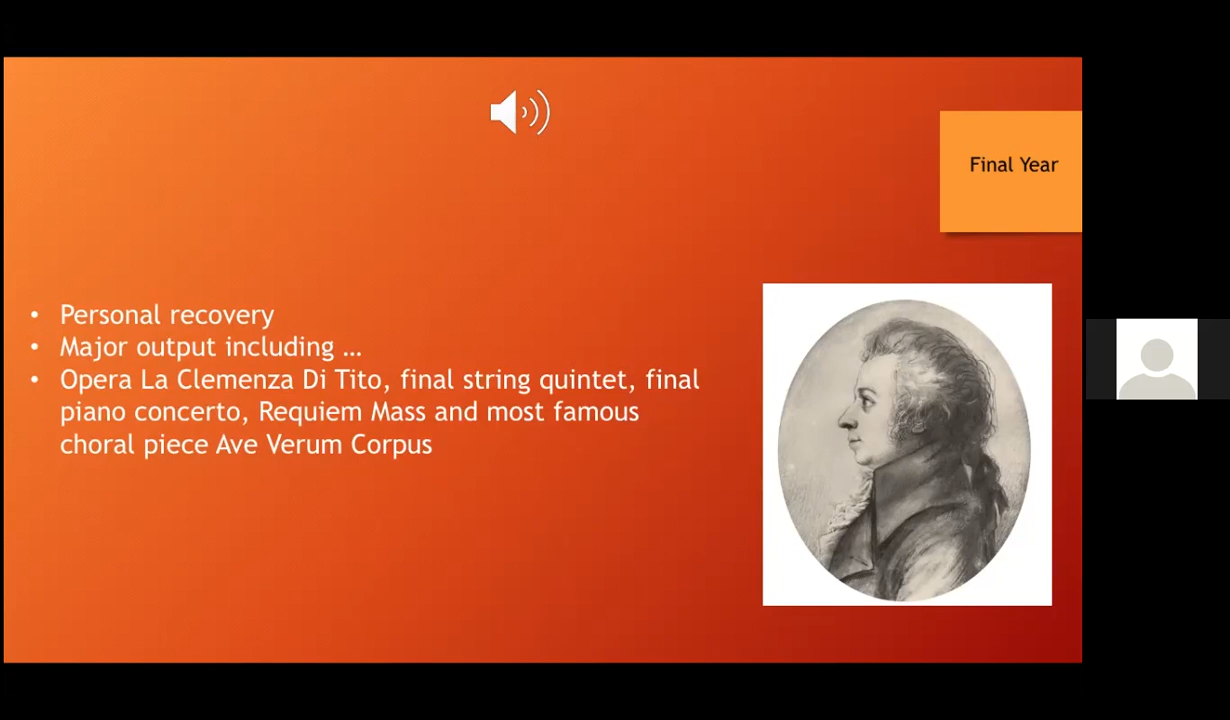 Final Year
• Personal recovery
• Major output including ...
• Opera La Clemenza Di Tito, final string quintet, final
piano concerto, Requiem Mass and most famous
choral piece Ave Verum Corpus